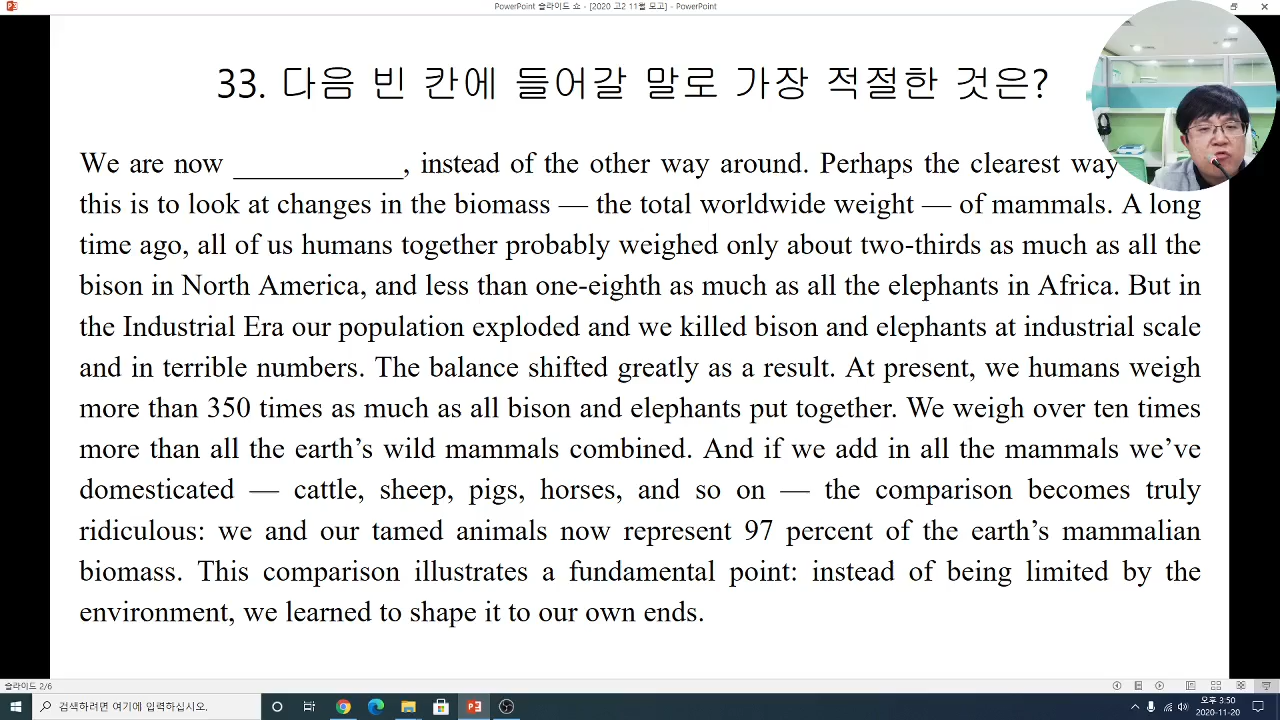 PowerPoint 슬라이드 쇼 - [2020 고2 11월 모고] - PowerPoint
33. 다음 빈 칸에 들어갈 말로 가장 적절한 것은?
We are now ____________, instead of the other way around. Perhaps the clearest way
this is to look at changes in the biomass — the total worldwide weight — of mammals. A long
time ago, all of us humans together probably weighed only about two-thirds as much as all the
bison in North America, and less than one-eighth as much as all the elephants in Africa. But in
the Industrial Era our population exploded and we killed bison and elephants at industrial scale
and in terrible numbers. The balance shifted greatly as a result. At present, we humans weigh
more than 350 times as much as all bison and elephants put together. We weigh over ten times
more than all the earth's wild mammals combined. And if we add in all the mammals we've
domesticated — cattle, sheep, pigs, horses, and so on — the comparison becomes truly
ridiculous: we and our tamed animals now represent 97 percent of the earth's mammalian
biomass. This comparison illustrates a fundamental point: instead of being limited by the
environment, we learned to shape it to our own ends.
슬라이드 2/6
검색하려면 여기에 입력하십시오.
오후 3:50
2020-11-20